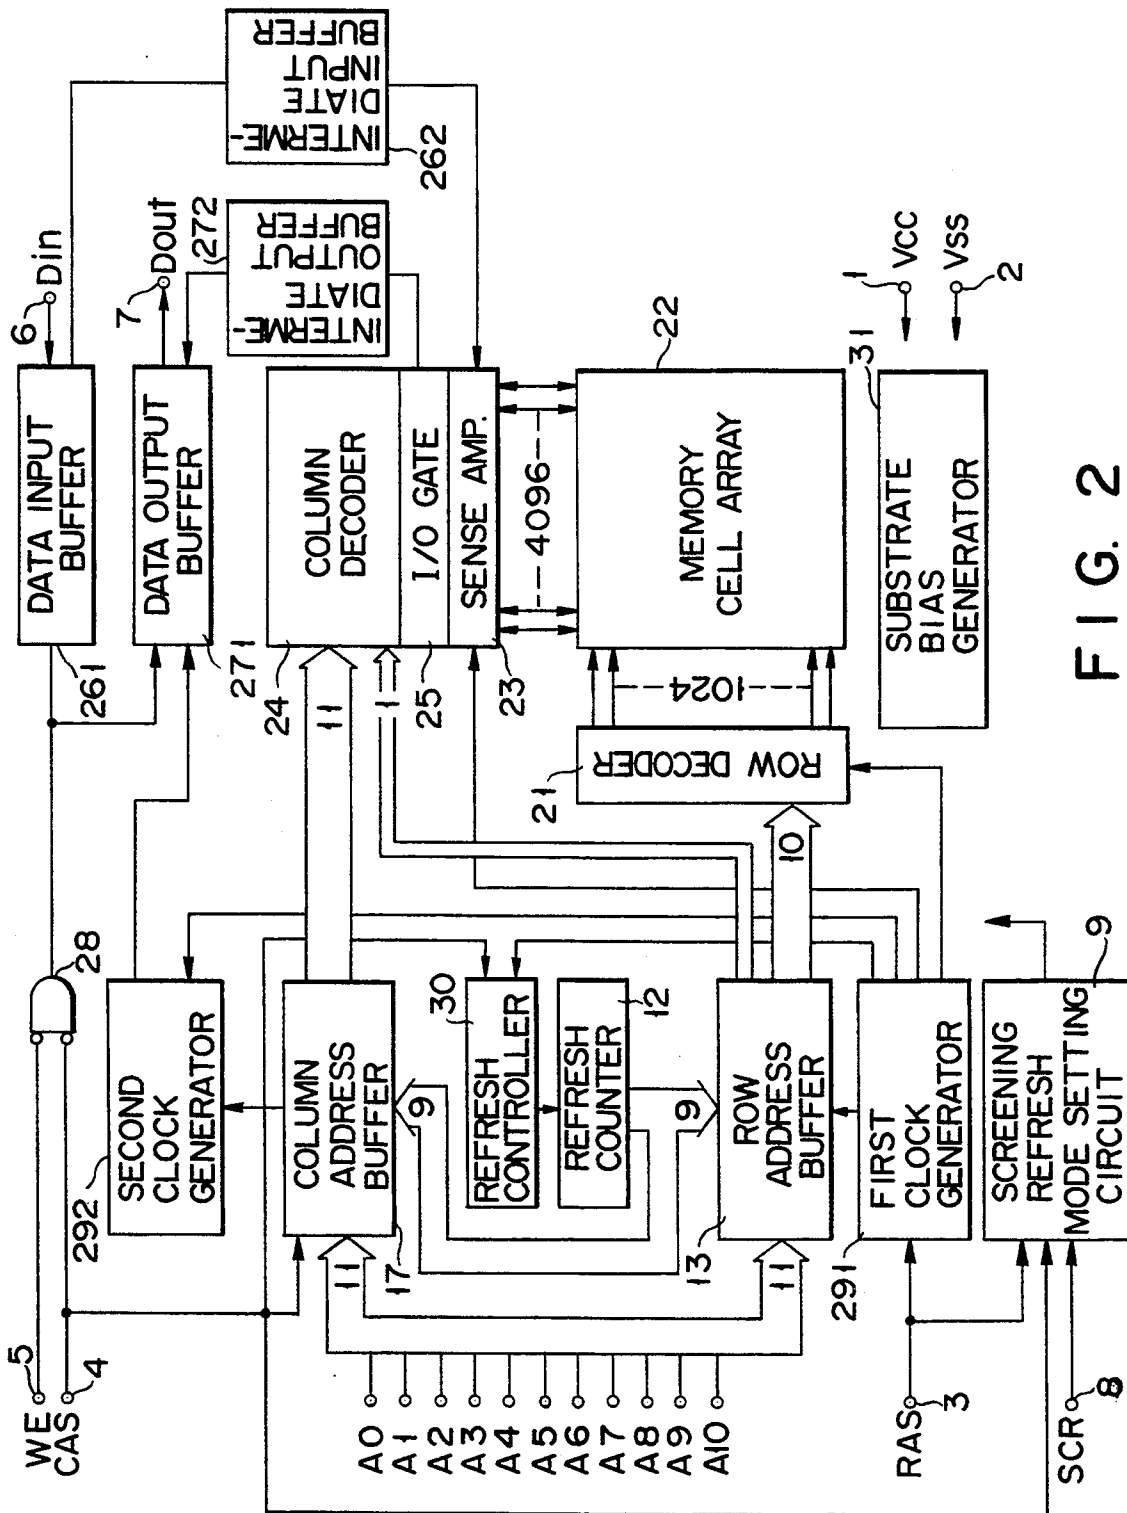 WE
5
CAS
4
28
SECOND
CLOCK
GENERATOR
292
261
DATA INPUT
BUFFER
6
Din
DATA OUTPUT
BUFFER
271
7
Dout
INTERME-
DIATE
OUTPUT
BUFFER
272
INTERME-
DIATE
INPUT
BUFFER
262
COLUMN
ADDRESS
BUFFER
17
11
9
11
COLUMN
DECODER
24
1
I/O GATE
25
SENSE AMP.
23
4096
REFRESH
CONTROLLER
30
REFRESH
COUNTER
12
A0
A1
A2
A3
A4
A5
A6
A7
A8
A9
A10
11
9
ROW
ADDRESS
BUFFER
13
10
ROW DECODER
21
1024
MEMORY
CELL ARRAY
22
RAS
3
FIRST
CLOCK
GENERATOR
291
SCR
8
SCREENING
REFRESH
MODE SETTING
CIRCUIT
9
SUBSTRATE
BIAS
GENERATOR
31
1
VCC
VSS
2
FIG. 2